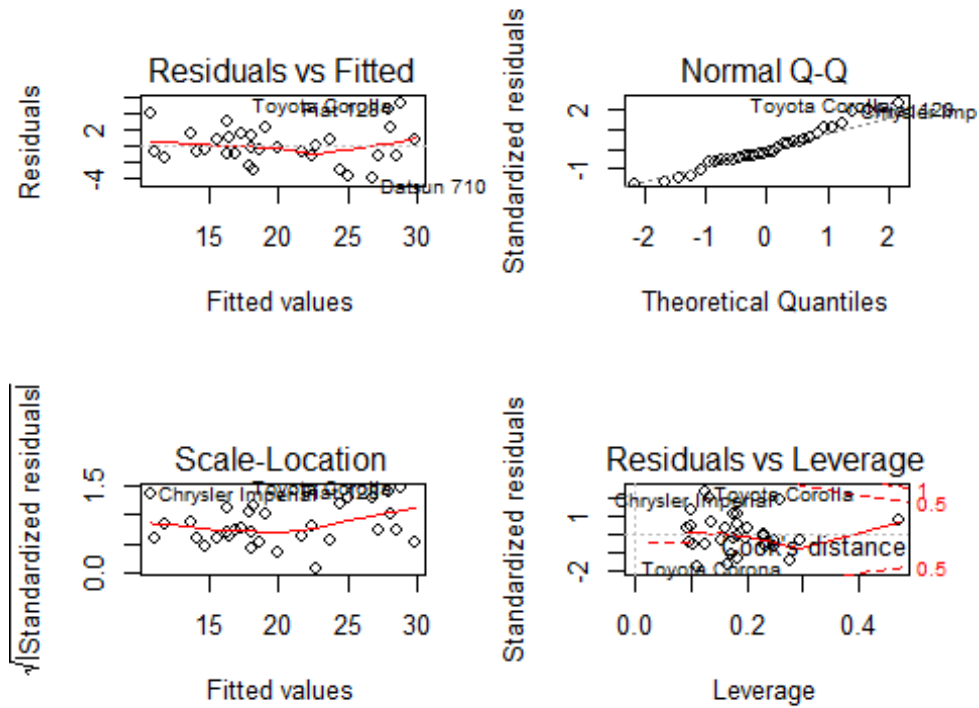 Residuals vs Fitted
Toyota Corolla
Fiat 128
Datsun 710
Residuals
2
-4
15 20 25 30
Fitted values
Normal Q-Q
Toyota Corolla
Chrysler Imp
Standardized residuals
2
-1
-2 -1 0 1 2
Theoretical Quantiles
Scale-Location
Chrysler Imperial
Toyota Corolla
Fiat 128
√|Standardized residuals|
1.5
0.0
15 20 25 30
Fitted values
Residuals vs Leverage
Chrysler Imperial
Toyota Corolla
Cook's distance
Toyota Corona
1
0.5
0.5
Standardized residuals
1
-2
0.0 0.2 0.4
Leverage